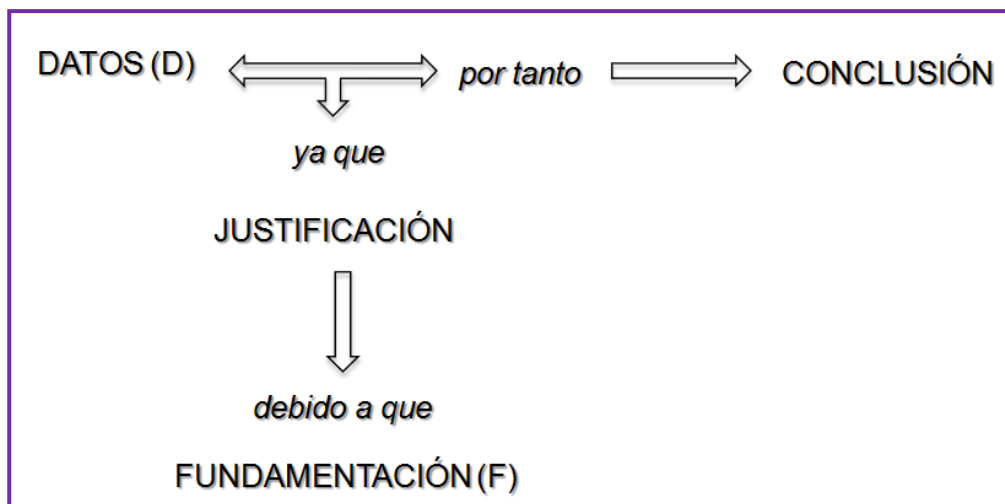 DATOS (D) por tanto CONCLUSIÓN
ya que
JUSTIFICACIÓN
debido a que
FUNDAMENTACIÓN (F)